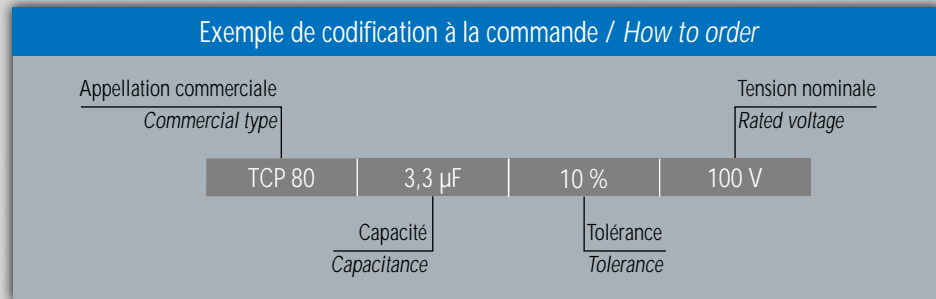 Exemple de codification à la commande / How to order
Appellation commerciale
Commercial type
Tension nominale
Rated voltage
TCP 80 3,3 µF 10 % 100 V
Capacité
Capacitance
Tolérance
Tolerance